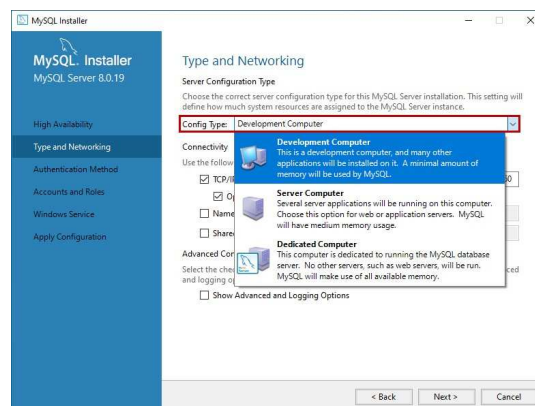 MySQL Installer
MySQL. Installer
MySQL Server 8.0.19
High Availability
Type and Networking
Authentication Method
Accounts and Roles
Windows Service
Apply Configuration
Type and Networking
Server Configuration Type
Choose the correct server configuration type for this MySQL Server installation. This setting will
define how much system resources are assigned to the MySQL Server instance.
Config Type: Development Computer
Development Computer
This is a development computer, and many other
applications will be installed on it. A minimal amount of
memory will be used by MySQL.
Server Computer
Several server applications will be running on this computer.
Choose this option for web or application servers. MySQL
will have medium memory usage.
Dedicated Computer
This computer is dedicated to running the MySQL database
server. No other servers, such as web servers, will be run.
MySQL will make use of all available memory.
Connectivity
Use the follow
TCP/I
Name
Share
Advanced Con
Select the chec
and logging op
Show Advanced and Logging Options
< Back Next > Cancel